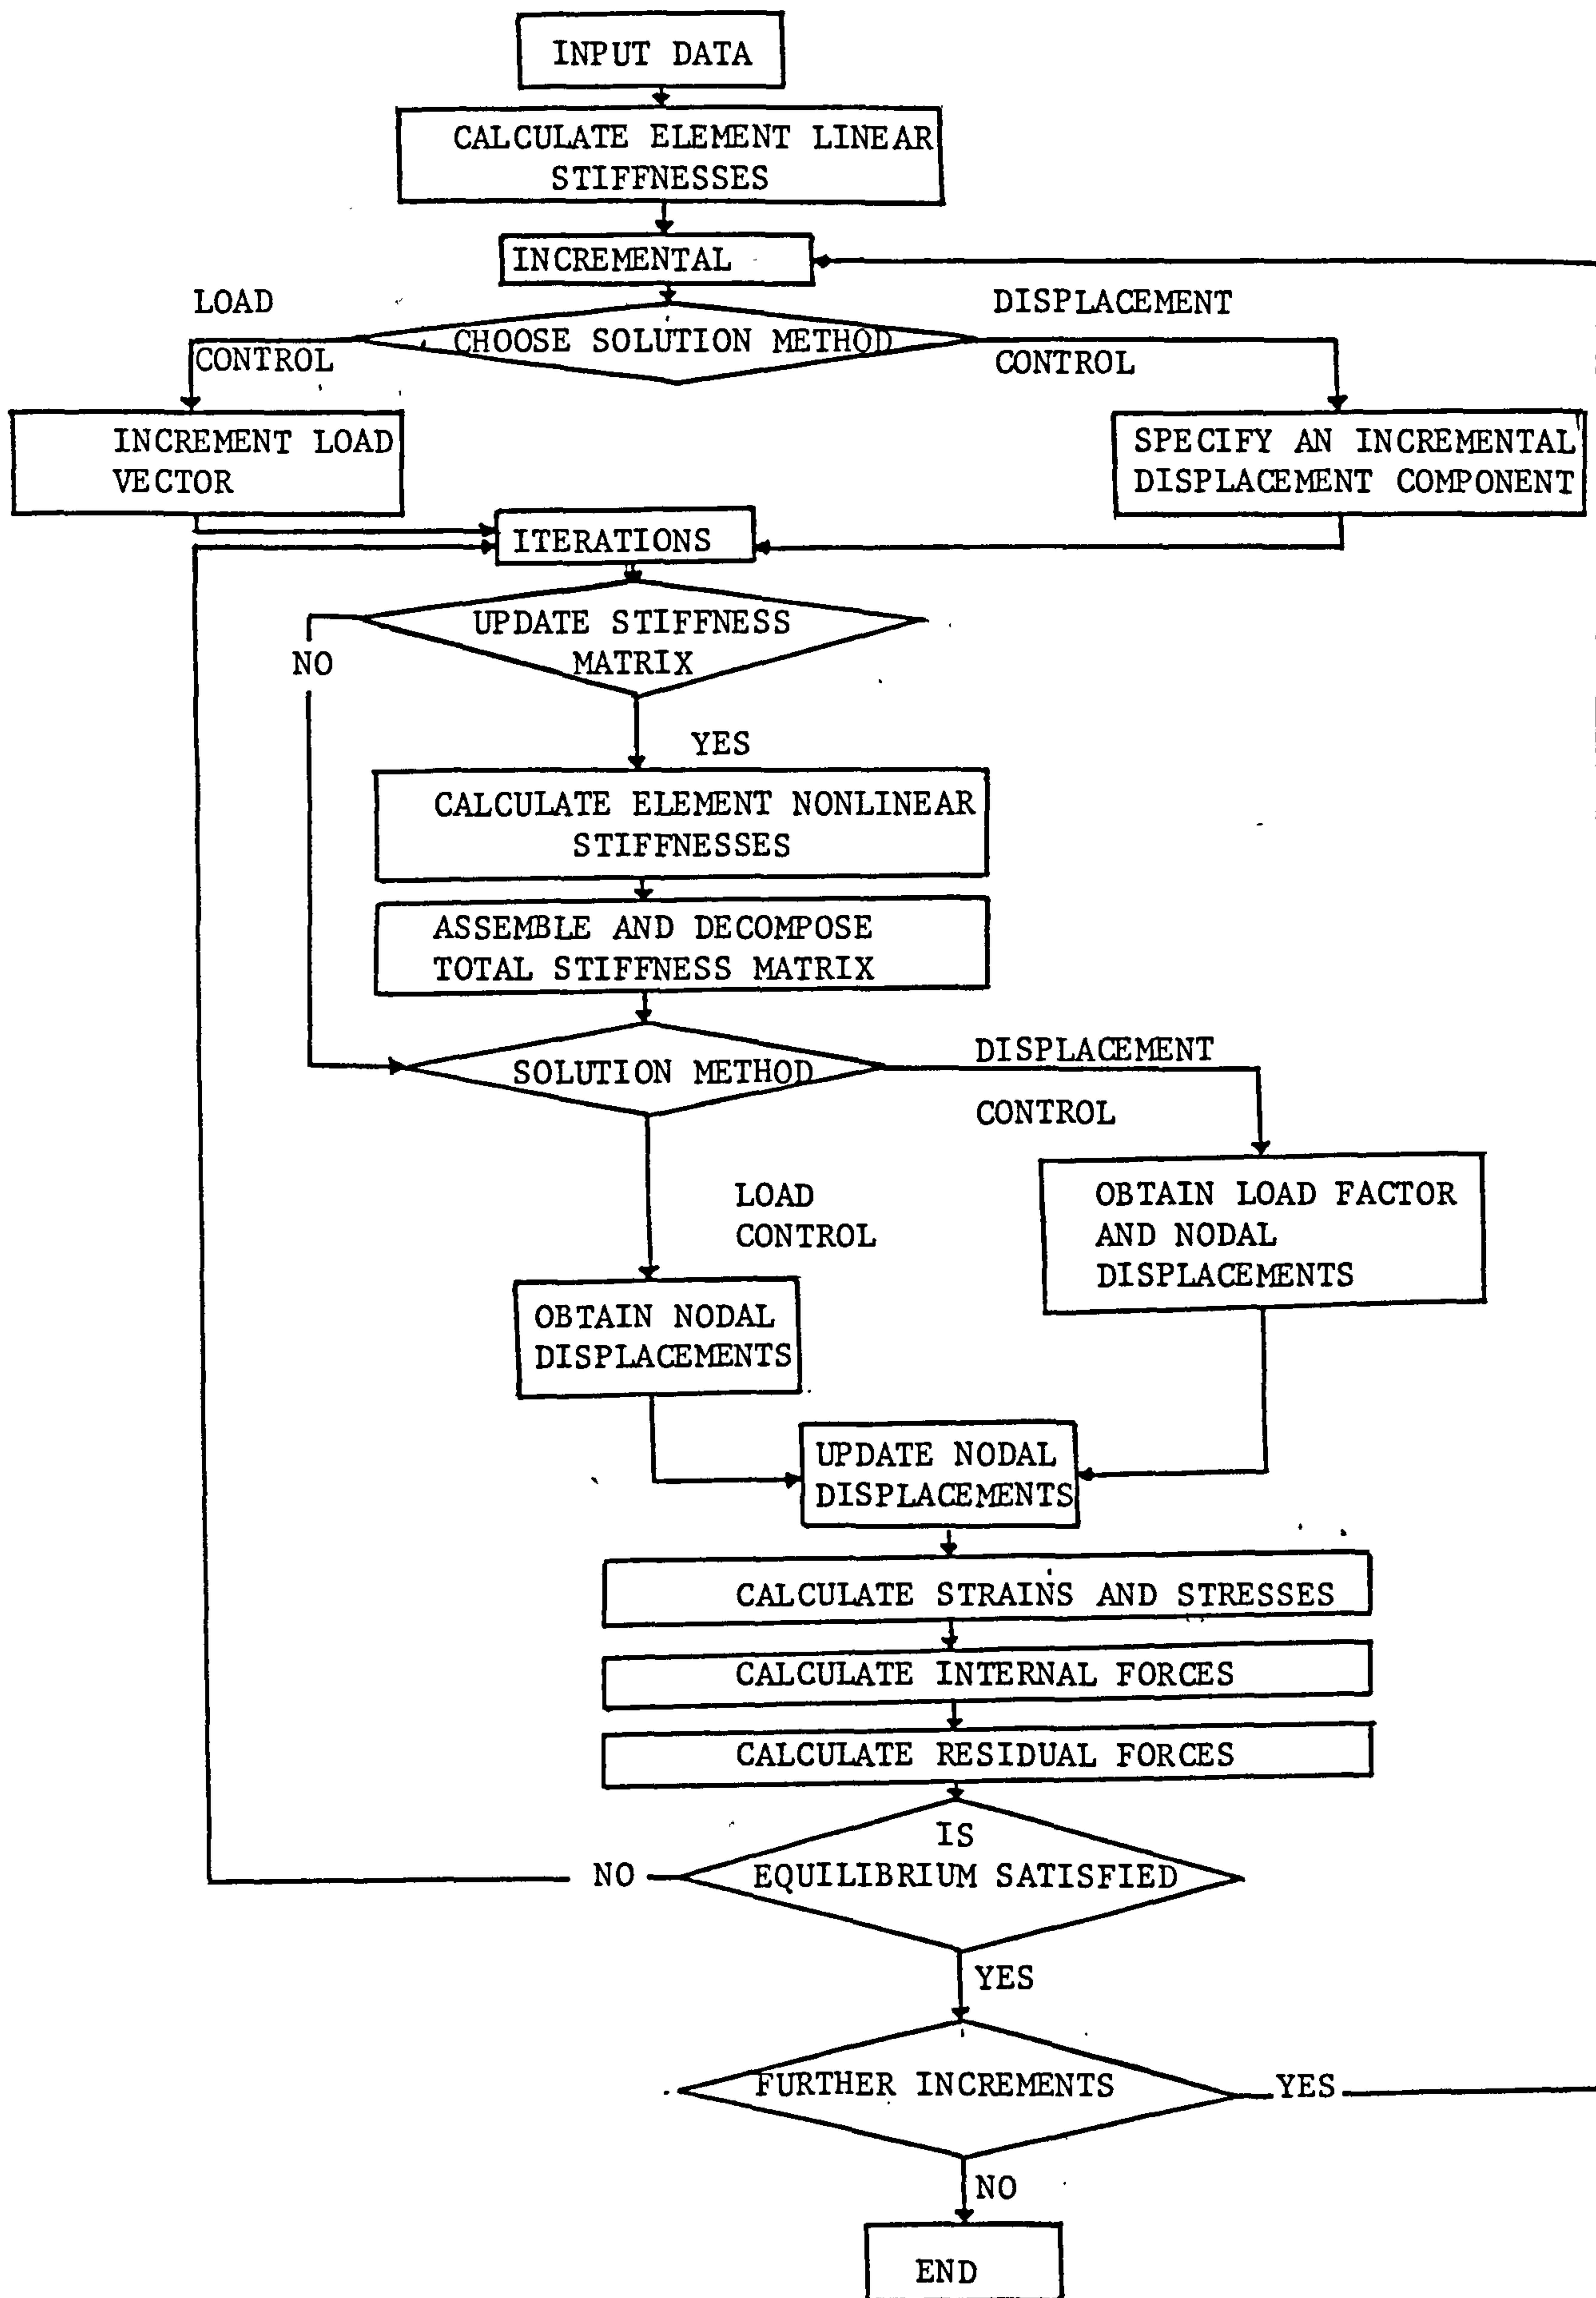 INPUT DATA
CALCULATE ELEMENT LINEAR
STIFFNESSES
INCREMENTAL
LOAD
CONTROL
CHOOSE SOLUTION METHOD
DISPLACEMENT
CONTROL
INCREMENT LOAD
VECTOR
SPECIFY AN INCREMENTAL
DISPLACEMENT COMPONENT
ITERATIONS
UPDATE STIFFNESS
MATRIX
NO
YES
CALCULATE ELEMENT NONLINEAR
STIFFNESSES
ASSEMBLE AND DECOMPOSE
TOTAL STIFFNESS MATRIX
SOLUTION METHOD
DISPLACEMENT
CONTROL
LOAD
CONTROL
OBTAIN LOAD FACTOR
AND NODAL
DISPLACEMENTS
OBTAIN NODAL
DISPLACEMENTS
UPDATE NODAL
DISPLACEMENTS
CALCULATE STRAINS AND STRESSES
CALCULATE INTERNAL FORCES
CALCULATE RESIDUAL FORCES
IS
EQUILIBRIUM SATISFIED
NO
YES
FURTHER INCREMENTS
YES
NO
END